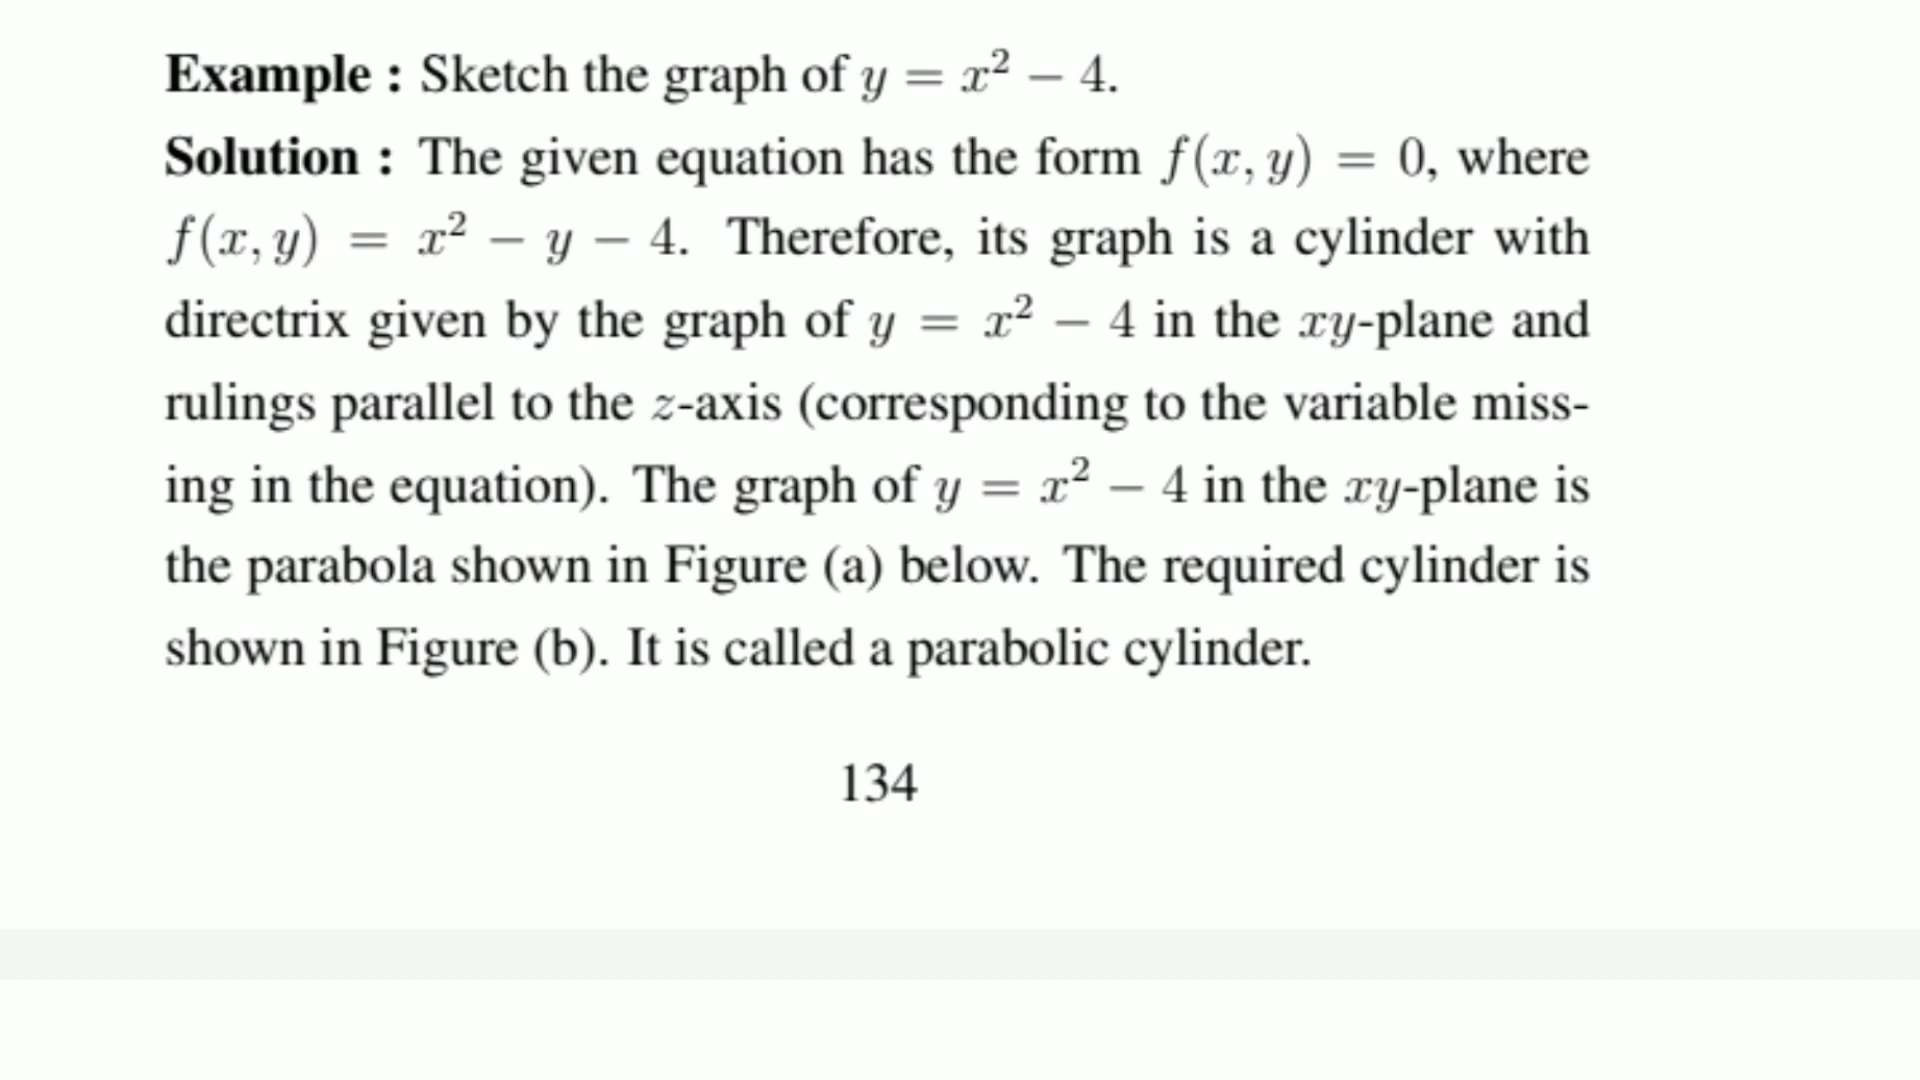 Example : Sketch the graph of y = x² − 4.
Solution : The given equation has the form f(x, y) = 0, where
f(x, y) = x² − y − 4. Therefore, its graph is a cylinder with
directrix given by the graph of y = x² − 4 in the xy-plane and
rulings parallel to the z-axis (corresponding to the variable miss-
ing in the equation). The graph of y = x² − 4 in the xy-plane is
the parabola shown in Figure (a) below. The required cylinder is
shown in Figure (b). It is called a parabolic cylinder.
134